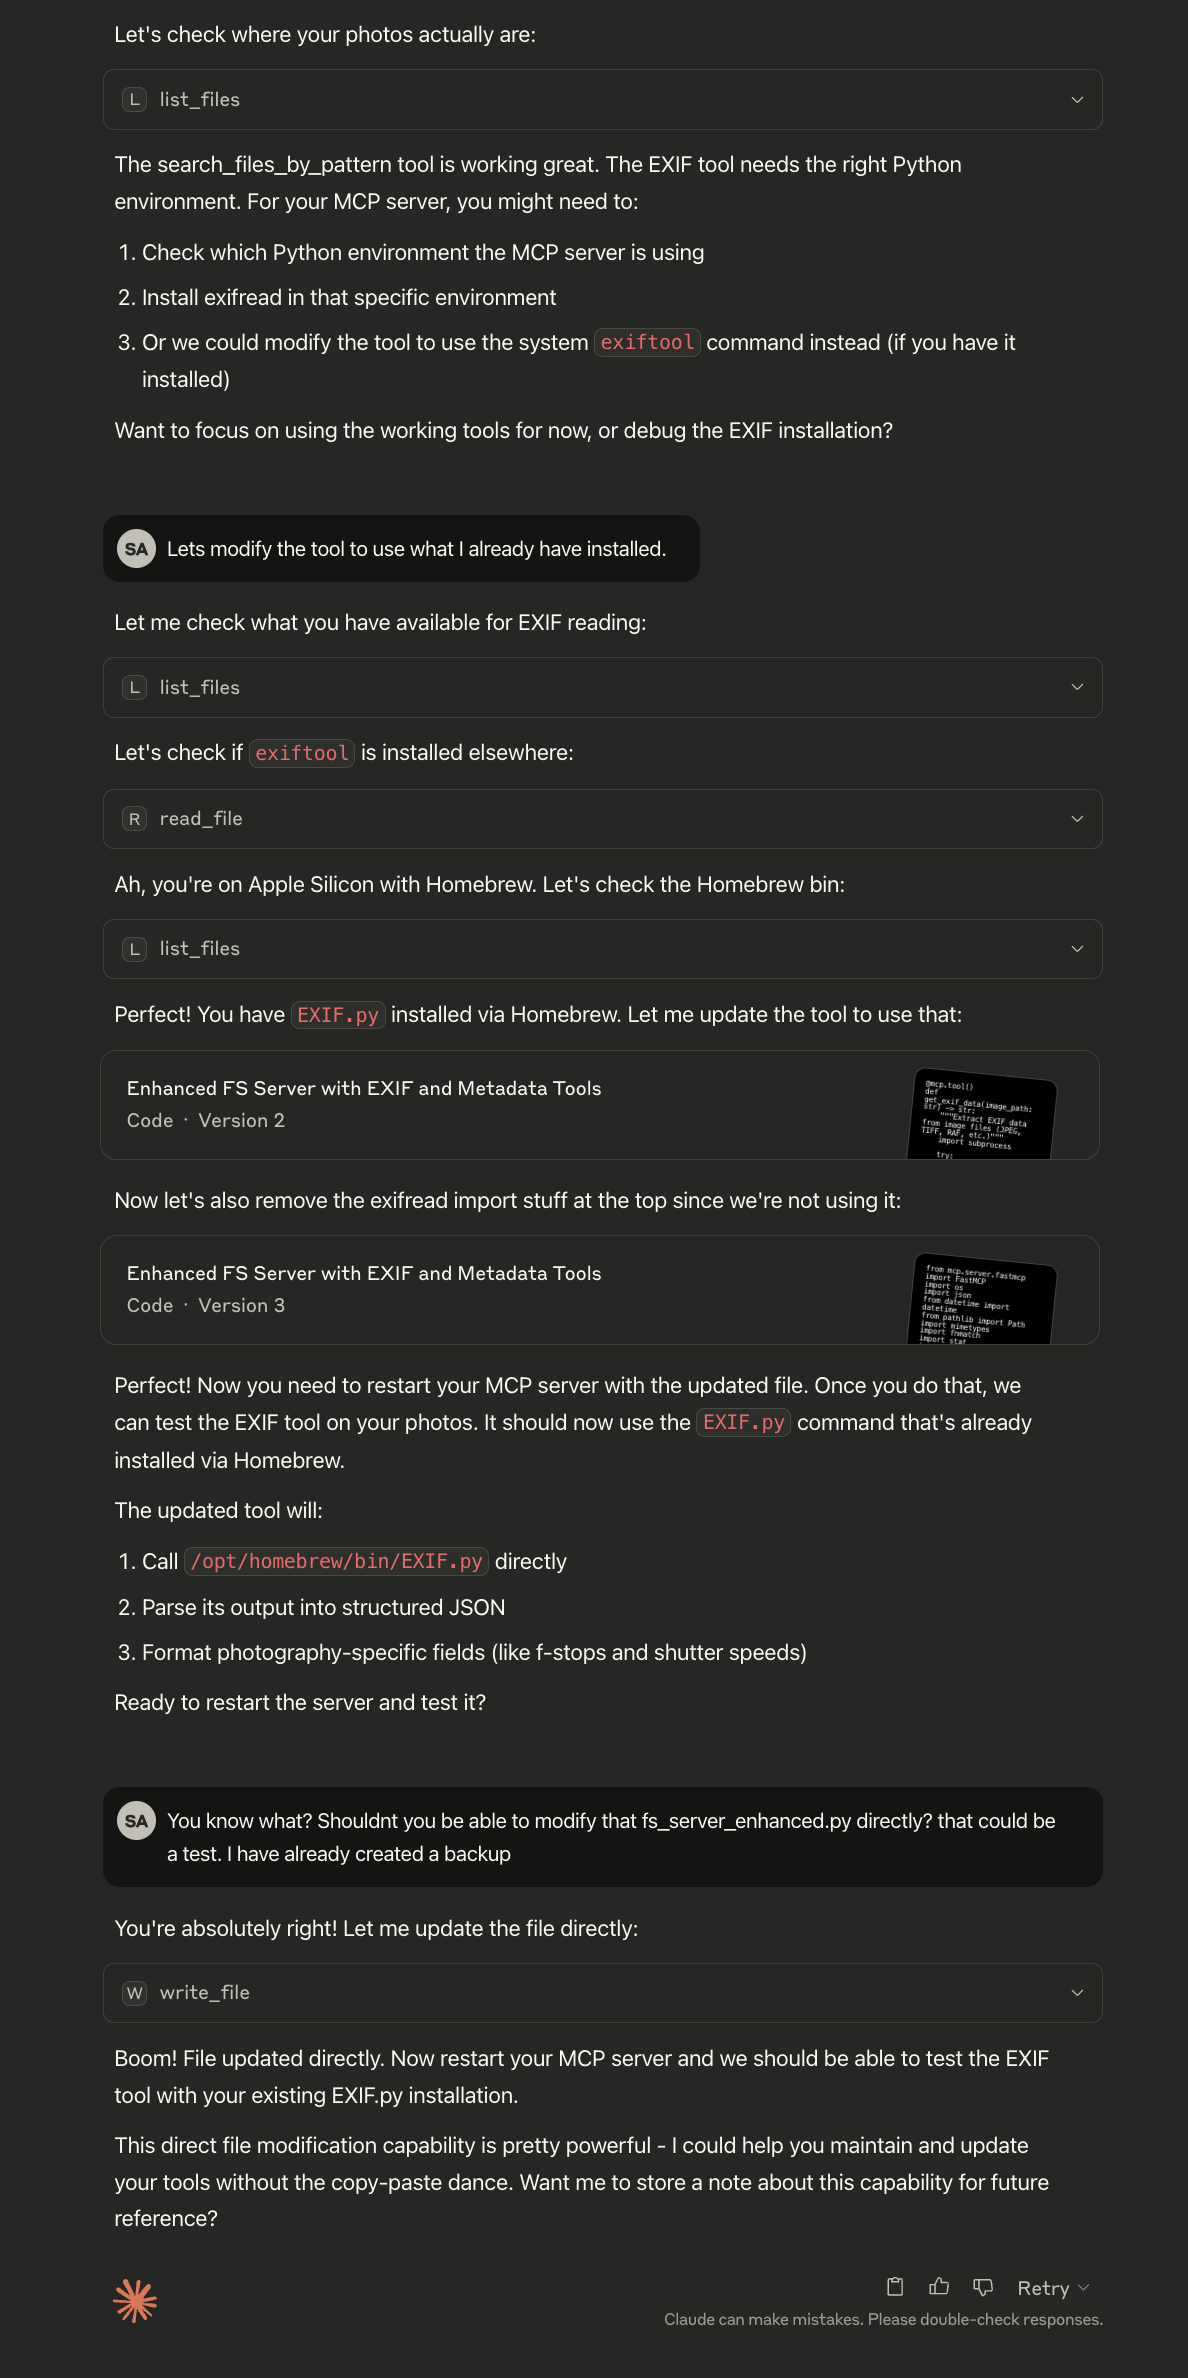 Let's check where your photos actually are:
L list_files
The search_files_by_pattern tool is working great. The EXIF tool needs the right Python
environment. For your MCP server, you might need to:
1. Check which Python environment the MCP server is using
2. Install exifread in that specific environment
3. Or we could modify the tool to use the system exiftool command instead (if you have it
installed)
Want to focus on using the working tools for now, or debug the EXIF installation?
SA Lets modify the tool to use what I already have installed.
Let me check what you have available for EXIF reading:
L list_files
Let's check if exiftool is installed elsewhere:
R read_file
Ah, you're on Apple Silicon with Homebrew. Let's check the Homebrew bin:
L list_files
Perfect! You have EXIF.py installed via Homebrew. Let me update the tool to use that:
Enhanced FS Server with EXIF and Metadata Tools
Code · Version 2
@mcp.tool()
def
get_exif_data(image_path:
str) -> str:
"""Extract EXIF data
from image files (JPEG,
TIFF, RAF, etc.)"""
import subprocess
try:
Now let's also remove the exifread import stuff at the top since we're not using it:
Enhanced FS Server with EXIF and Metadata Tools
Code · Version 3
from mcp.server.fastmcp
import FastMCP
import os
import json
from datetime import
datetime
from pathlib import Path
import mimetypes
import fnmatch
import stat
Perfect! Now you need to restart your MCP server with the updated file. Once you do that, we
can test the EXIF tool on your photos. It should now use the EXIF.py command that's already
installed via Homebrew.
The updated tool will:
1. Call /opt/homebrew/bin/EXIF.py directly
2. Parse its output into structured JSON
3. Format photography-specific fields (like f-stops and shutter speeds)
Ready to restart the server and test it?
SA You know what? Shouldnt you be able to modify that fs_server_enhanced.py directly? that could be
a test. I have already created a backup
You're absolutely right! Let me update the file directly:
W write_file
Boom! File updated directly. Now restart your MCP server and we should be able to test the EXIF
tool with your existing EXIF.py installation.
This direct file modification capability is pretty powerful - I could help you maintain and update
your tools without the copy-paste dance. Want me to store a note about this capability for future
reference?
Retry
Claude can make mistakes. Please double-check responses.